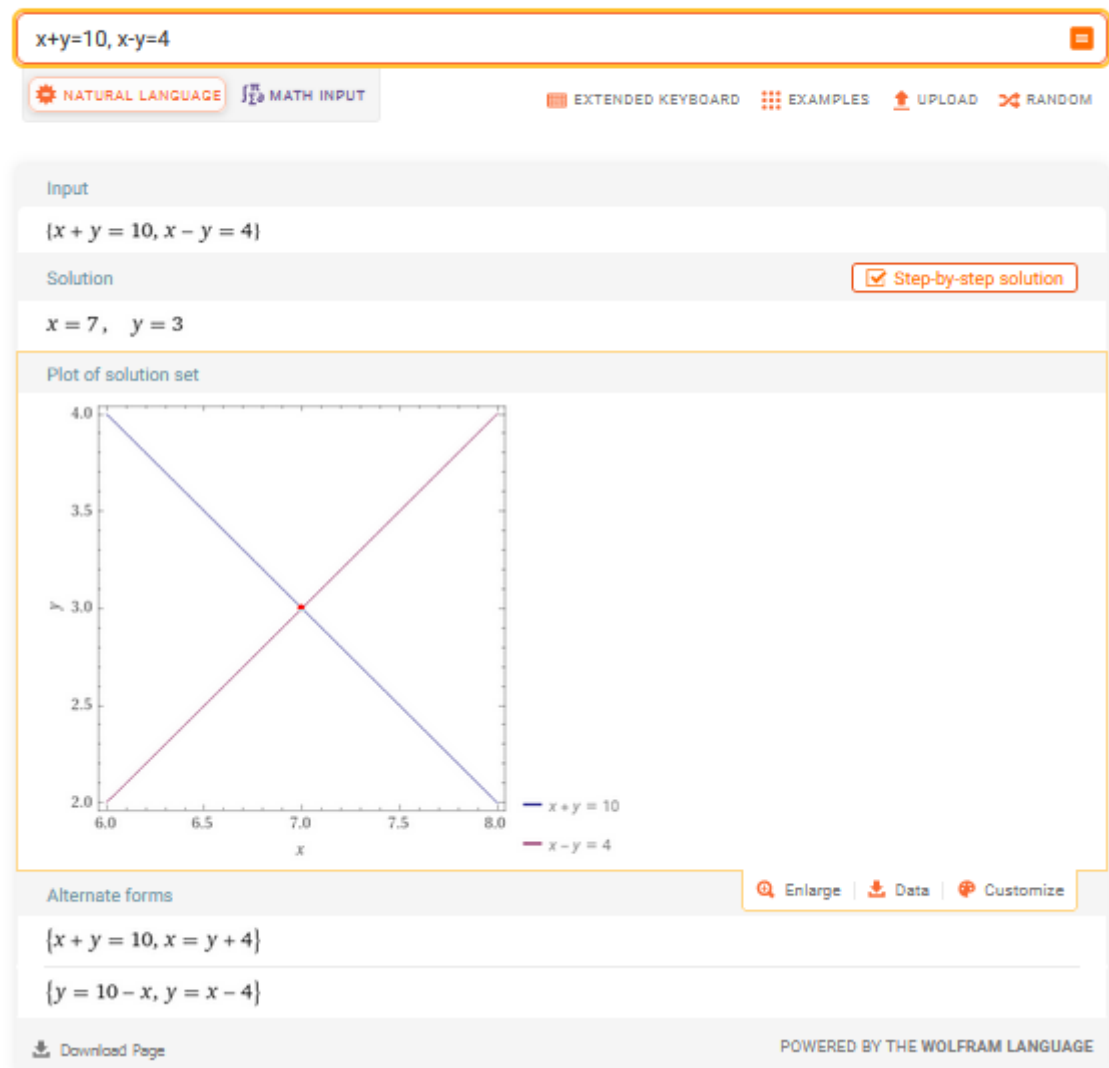 x+y=10, x-y=4
NATURAL LANGUAGE MATH INPUT EXTENDED KEYBOARD EXAMPLES UPLOAD RANDOM
Input
{x + y = 10, x – y = 4}
Solution Step-by-step solution
x = 7, y = 3
Plot of solution set
4.0
3.5
y 3.0
2.5
2.0
6.0 6.5 7.0 7.5 8.0
x
x + y = 10
x – y = 4
Enlarge Data Customize
Alternate forms
{x + y = 10, x = y + 4}
{y = 10 – x, y = x – 4}
Download Page POWERED BY THE WOLFRAM LANGUAGE